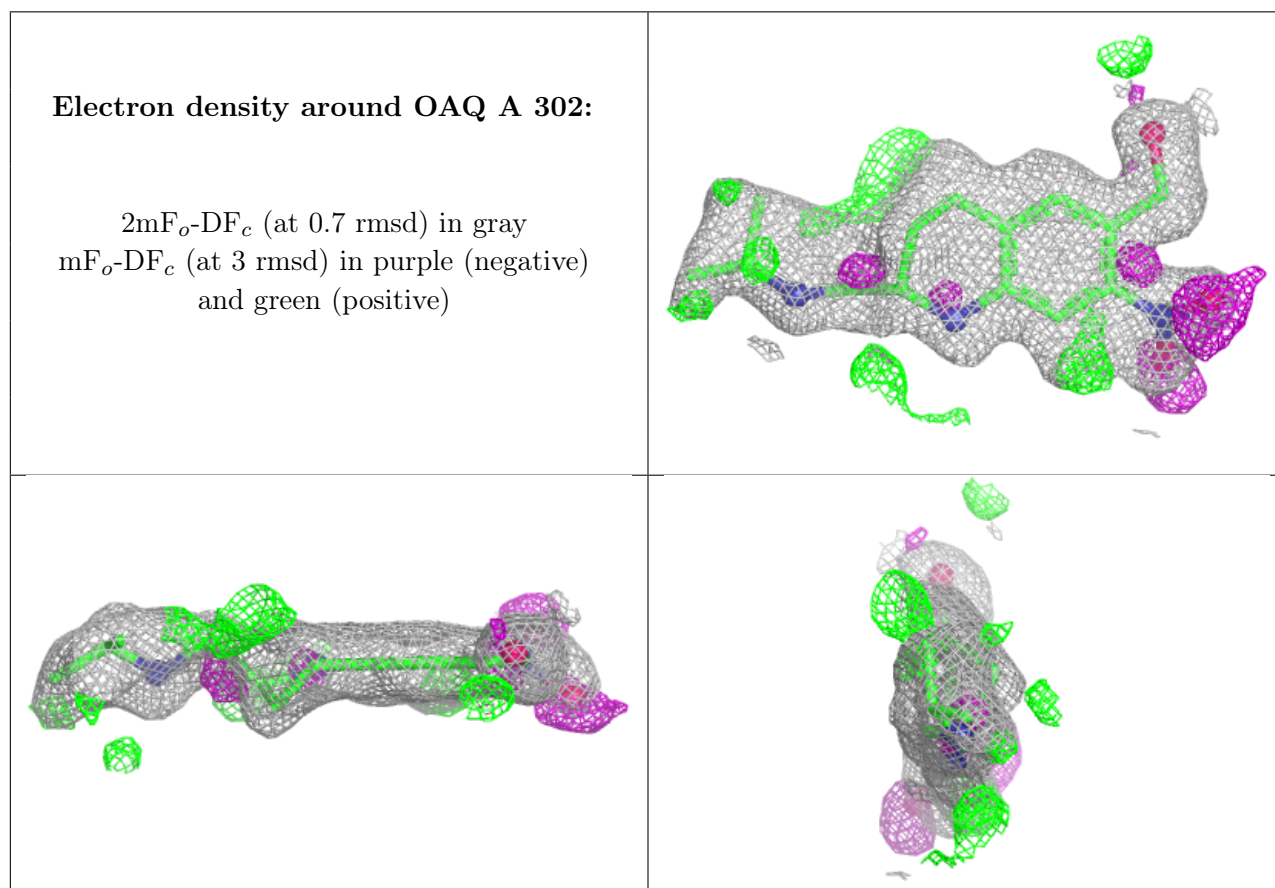 Electron density around OAQ A 302:
2mFo-DFc (at 0.7 rmsd) in gray
mFo-DFc (at 3 rmsd) in purple (negative)
and green (positive)